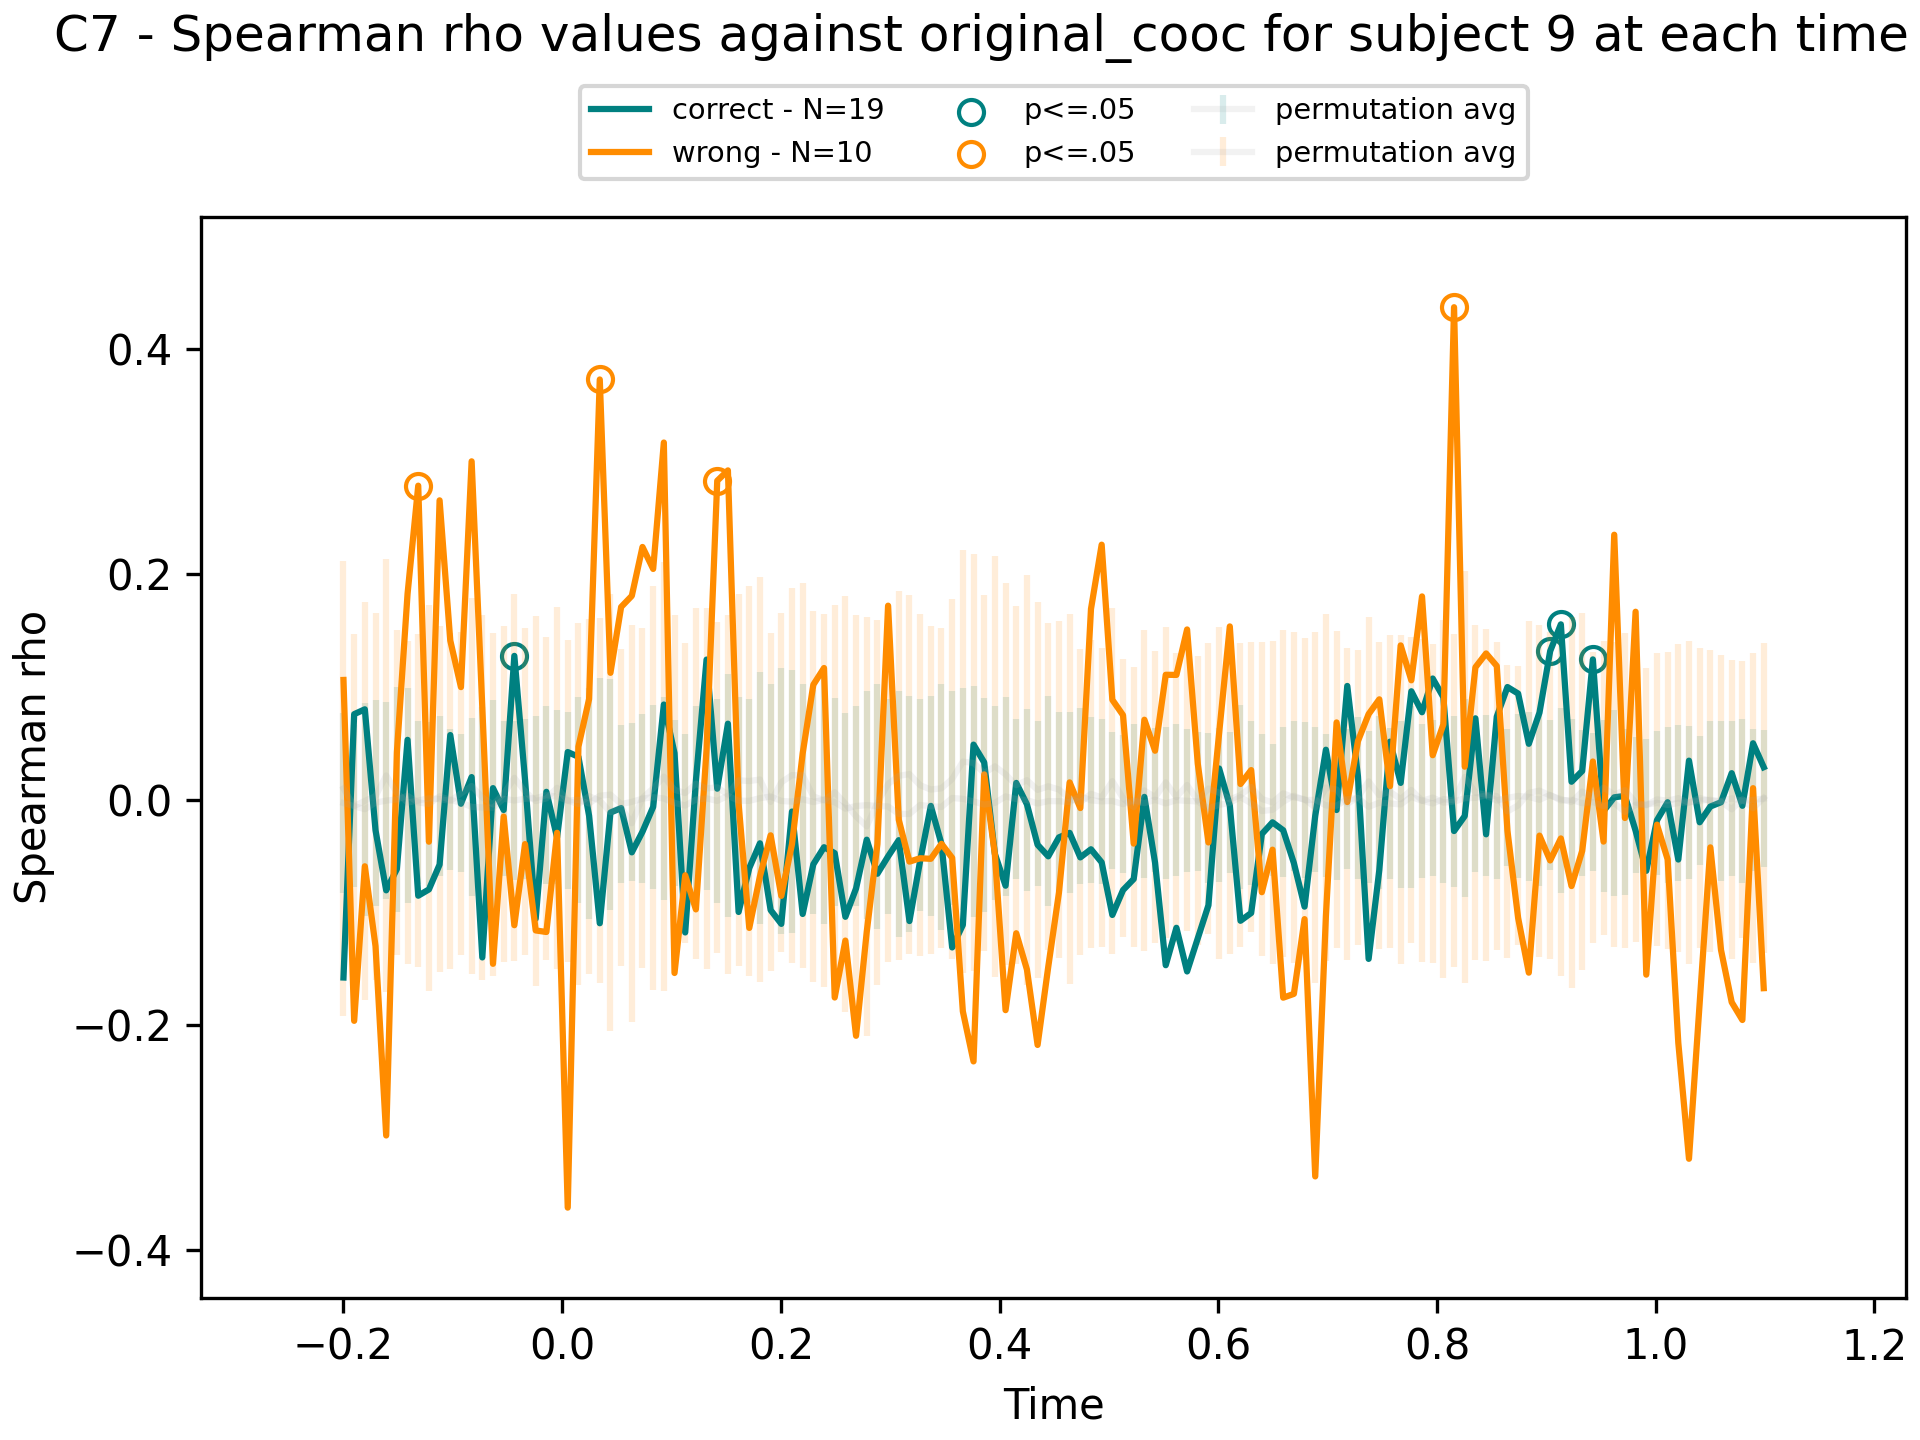 C7 - Spearman rho values against original_cooc for subject 9 at each time
correct - N=19 p<=.05 permutation avg
wrong - N=10 p<=.05 permutation avg
Spearman rho
0.4
0.2
0.0
−0.2
−0.4
−0.2 0.0 0.2 0.4 0.6 0.8 1.0 1.2
Time